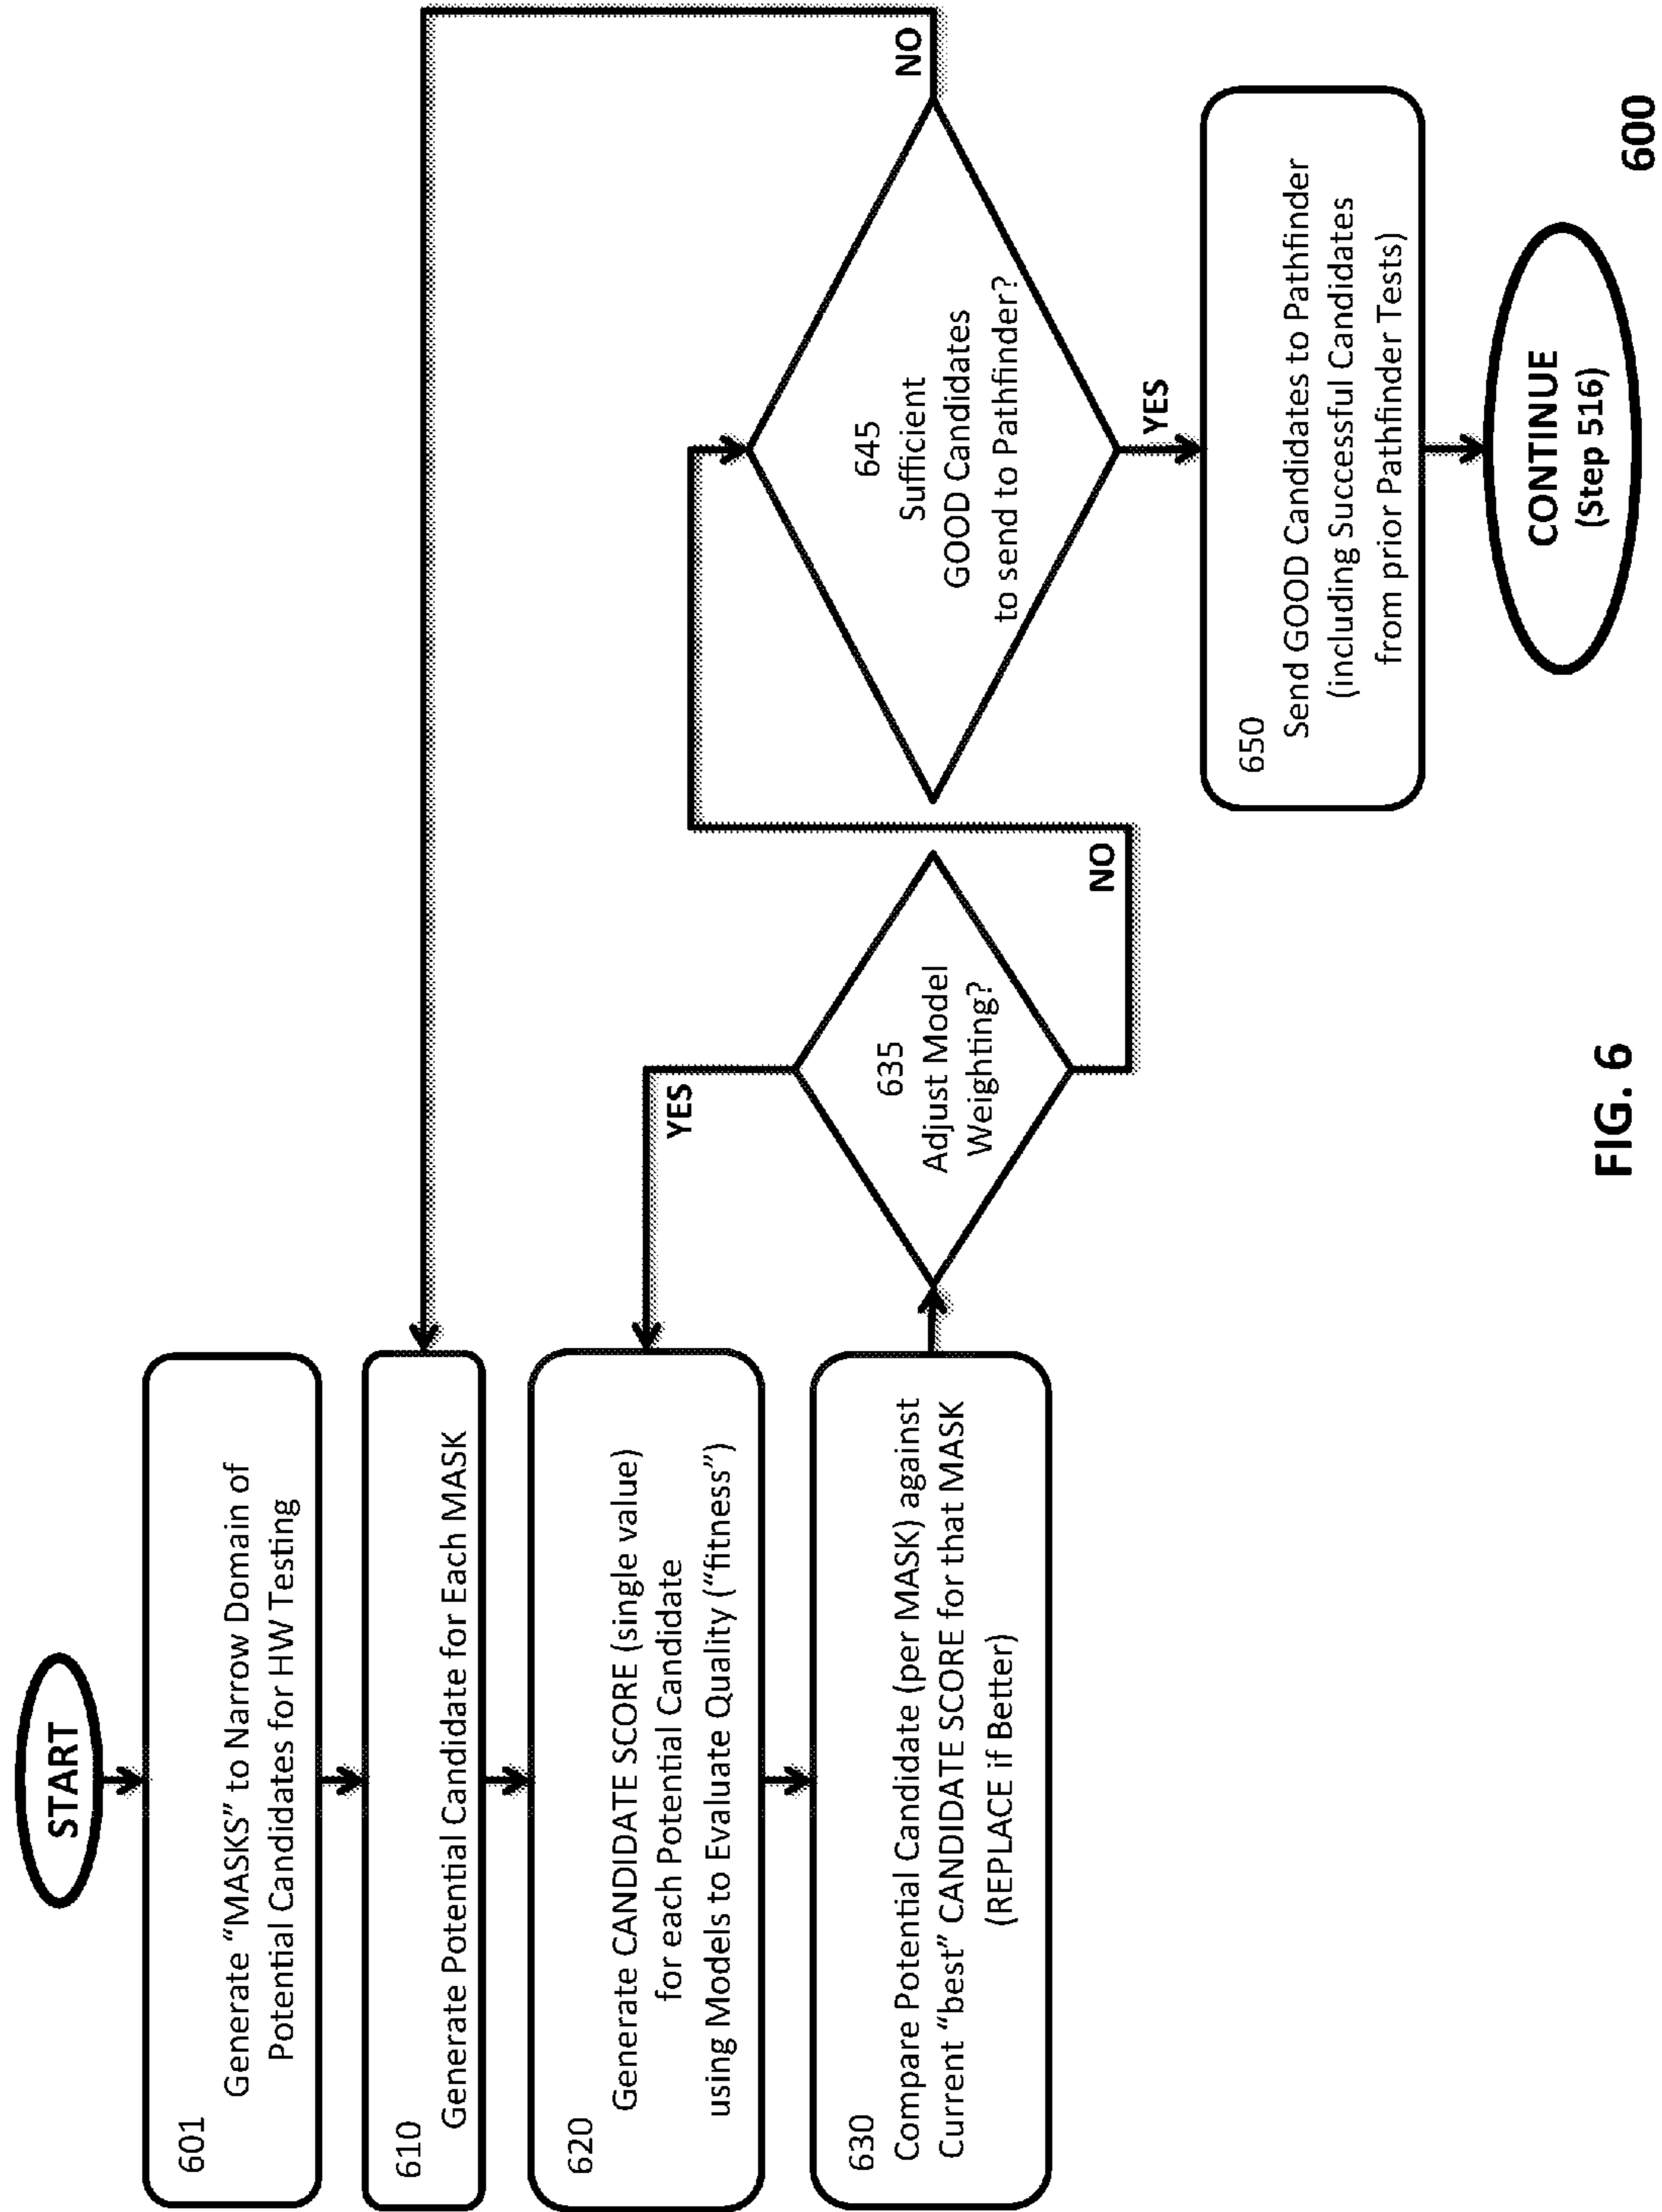 START
601
Generate “MASKS” to Narrow Domain of
Potential Candidates for HW Testing
610
Generate Potential Candidate for Each MASK
620
Generate CANDIDATE SCORE (single value)
for each Potential Candidate
using Models to Evaluate Quality (“fitness”)
630
Compare Potential Candidate (per MASK) against
Current “best” CANDIDATE SCORE for that MASK
(REPLACE if Better)
YES
635
Adjust Model
Weighting?
NO
NO
645
Sufficient
GOOD Candidates
to send to Pathfinder?
YES
650
Send GOOD Candidates to Pathfinder
(including Successful Candidates
from prior Pathfinder Tests)
CONTINUE
(Step 516)
FIG. 6
600